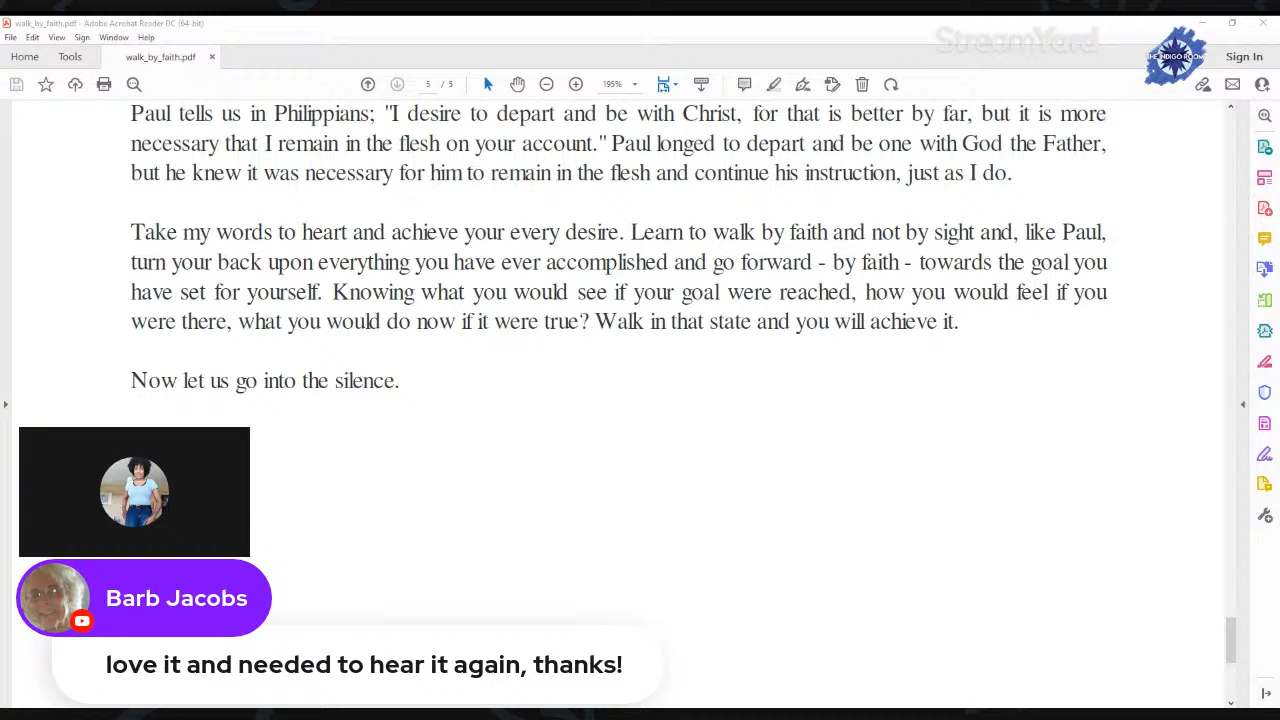 walk_by_faith.pdf - Adobe Acrobat Reader DC (64-bit)
File Edit View Sign Window Help
StreamYard
THE INDIGO ROOM
Home Tools walk_by_faith.pdf × Sign In
5 / 5 195%
Paul tells us in Philippians; "I desire to depart and be with Christ, for that is better by far, but it is more
necessary that I remain in the flesh on your account." Paul longed to depart and be one with God the Father,
but he knew it was necessary for him to remain in the flesh and continue his instruction, just as I do.
Take my words to heart and achieve your every desire. Learn to walk by faith and not by sight and, like Paul,
turn your back upon everything you have ever accomplished and go forward - by faith - towards the goal you
have set for yourself. Knowing what you would see if your goal were reached, how you would feel if you
were there, what you would do now if it were true? Walk in that state and you will achieve it.
Now let us go into the silence.
Barb Jacobs
love it and needed to hear it again, thanks!